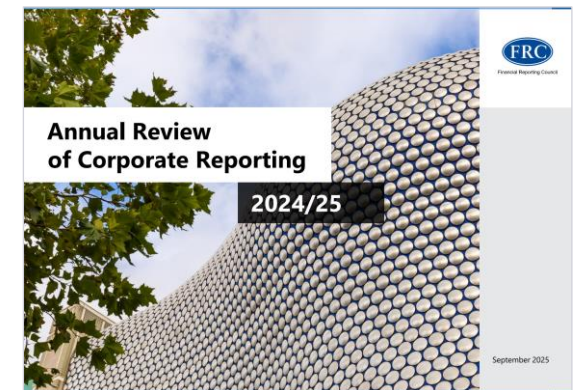 FRC
Financial Reporting Council
Annual Review
of Corporate Reporting
2024/25
September 2025